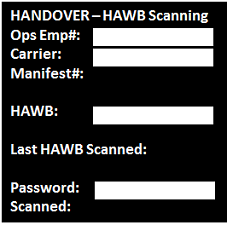 HANDOVER – HAWB Scanning
Ops Emp#:
Carrier:
Manifest#:
HAWB:
Last HAWB Scanned:
Password:
Scanned: